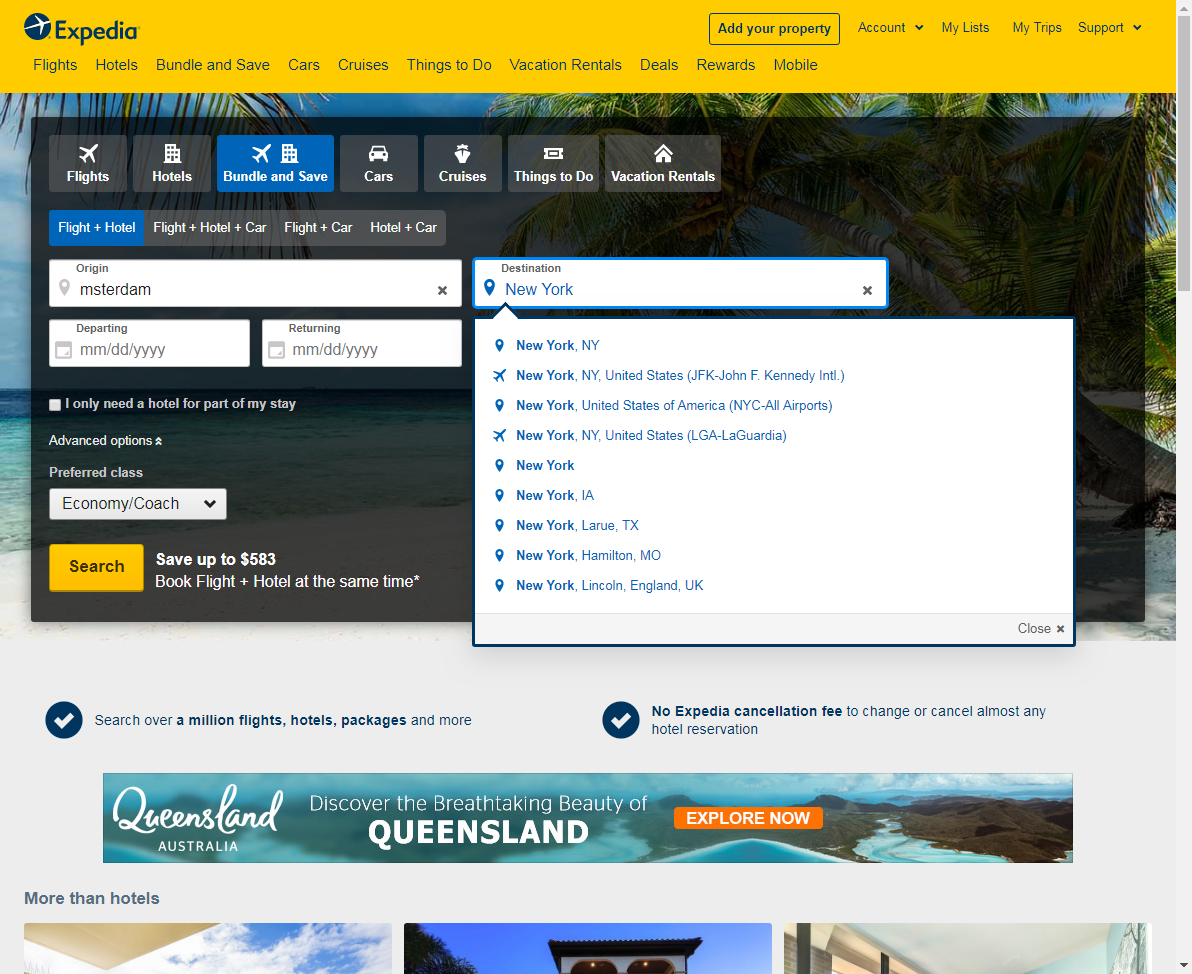 Expedia
Add your property
Account
My Lists
My Trips
Support
Flights
Hotels
Bundle and Save
Cars
Cruises
Things to Do
Vacation Rentals
Deals
Rewards
Mobile
Flights
Hotels
Bundle and Save
Cars
Cruises
Things to Do
Vacation Rentals
Flight + Hotel
Flight + Hotel + Car
Flight + Car
Hotel + Car
Origin
msterdam
Destination
New York
Departing
mm/dd/yyyy
Returning
mm/dd/yyyy
New York, NY
New York, NY, United States (JFK-John F. Kennedy Intl.)
New York, United States of America (NYC-All Airports)
New York, NY, United States (LGA-LaGuardia)
New York
New York, IA
New York, Larue, TX
New York, Hamilton, MO
New York, Lincoln, England, UK
Close
I only need a hotel for part of my stay
Advanced options
Preferred class
Economy/Coach
Search
Save up to $583
Book Flight + Hotel at the same time*
Search over a million flights, hotels, packages and more
No Expedia cancellation fee to change or cancel almost any
hotel reservation
Queensland
AUSTRALIA
Discover the Breathtaking Beauty of
QUEENSLAND
EXPLORE NOW
More than hotels